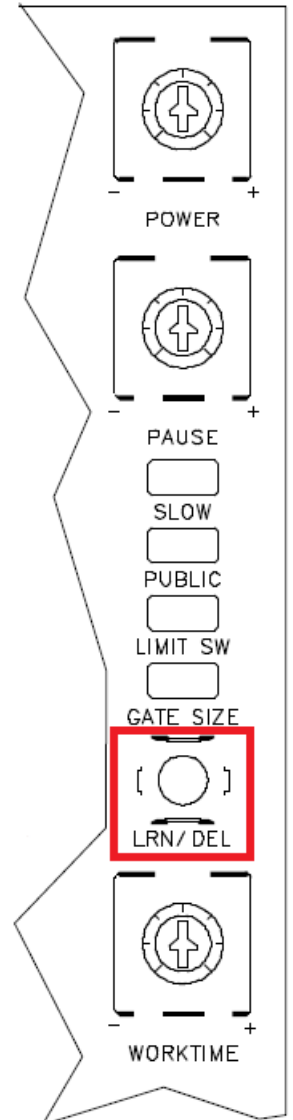 - +
POWER
- +
PAUSE
SLOW
PUBLIC
LIMIT SW
GATE SIZE
LRN/DEL
- +
WORKTIME